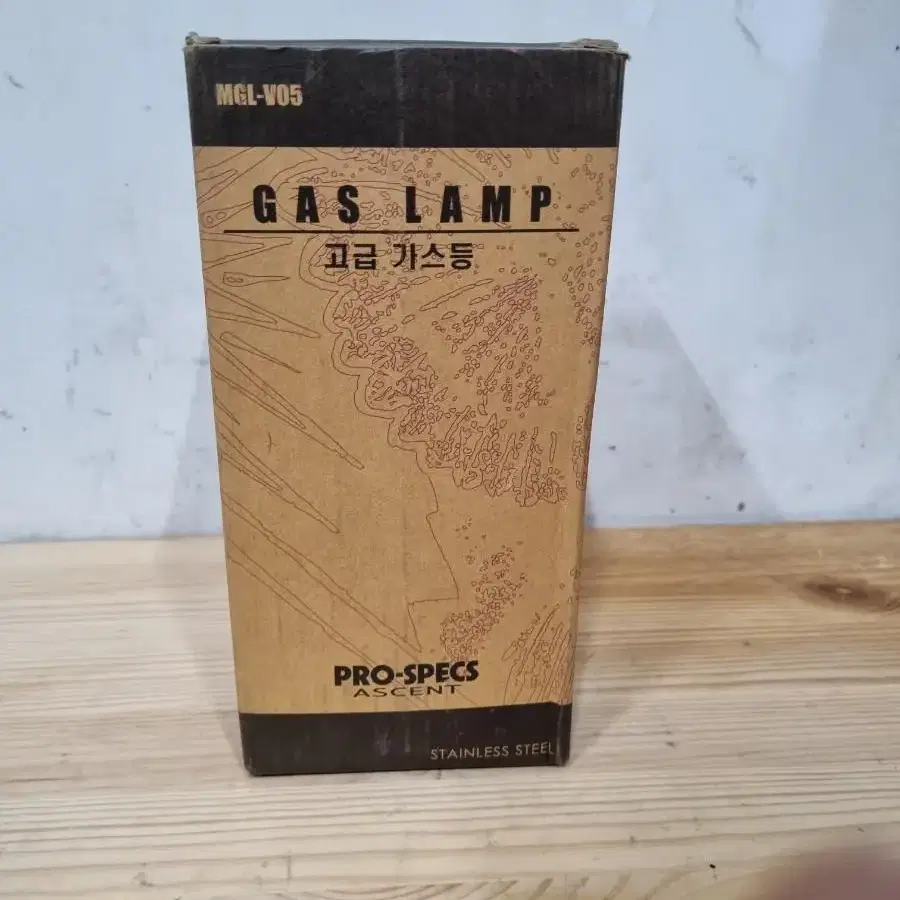 MGL-V05
GAS LAMP
고급 가스등
PRO-SPECS
ASCENT
STAINLESS STEEL